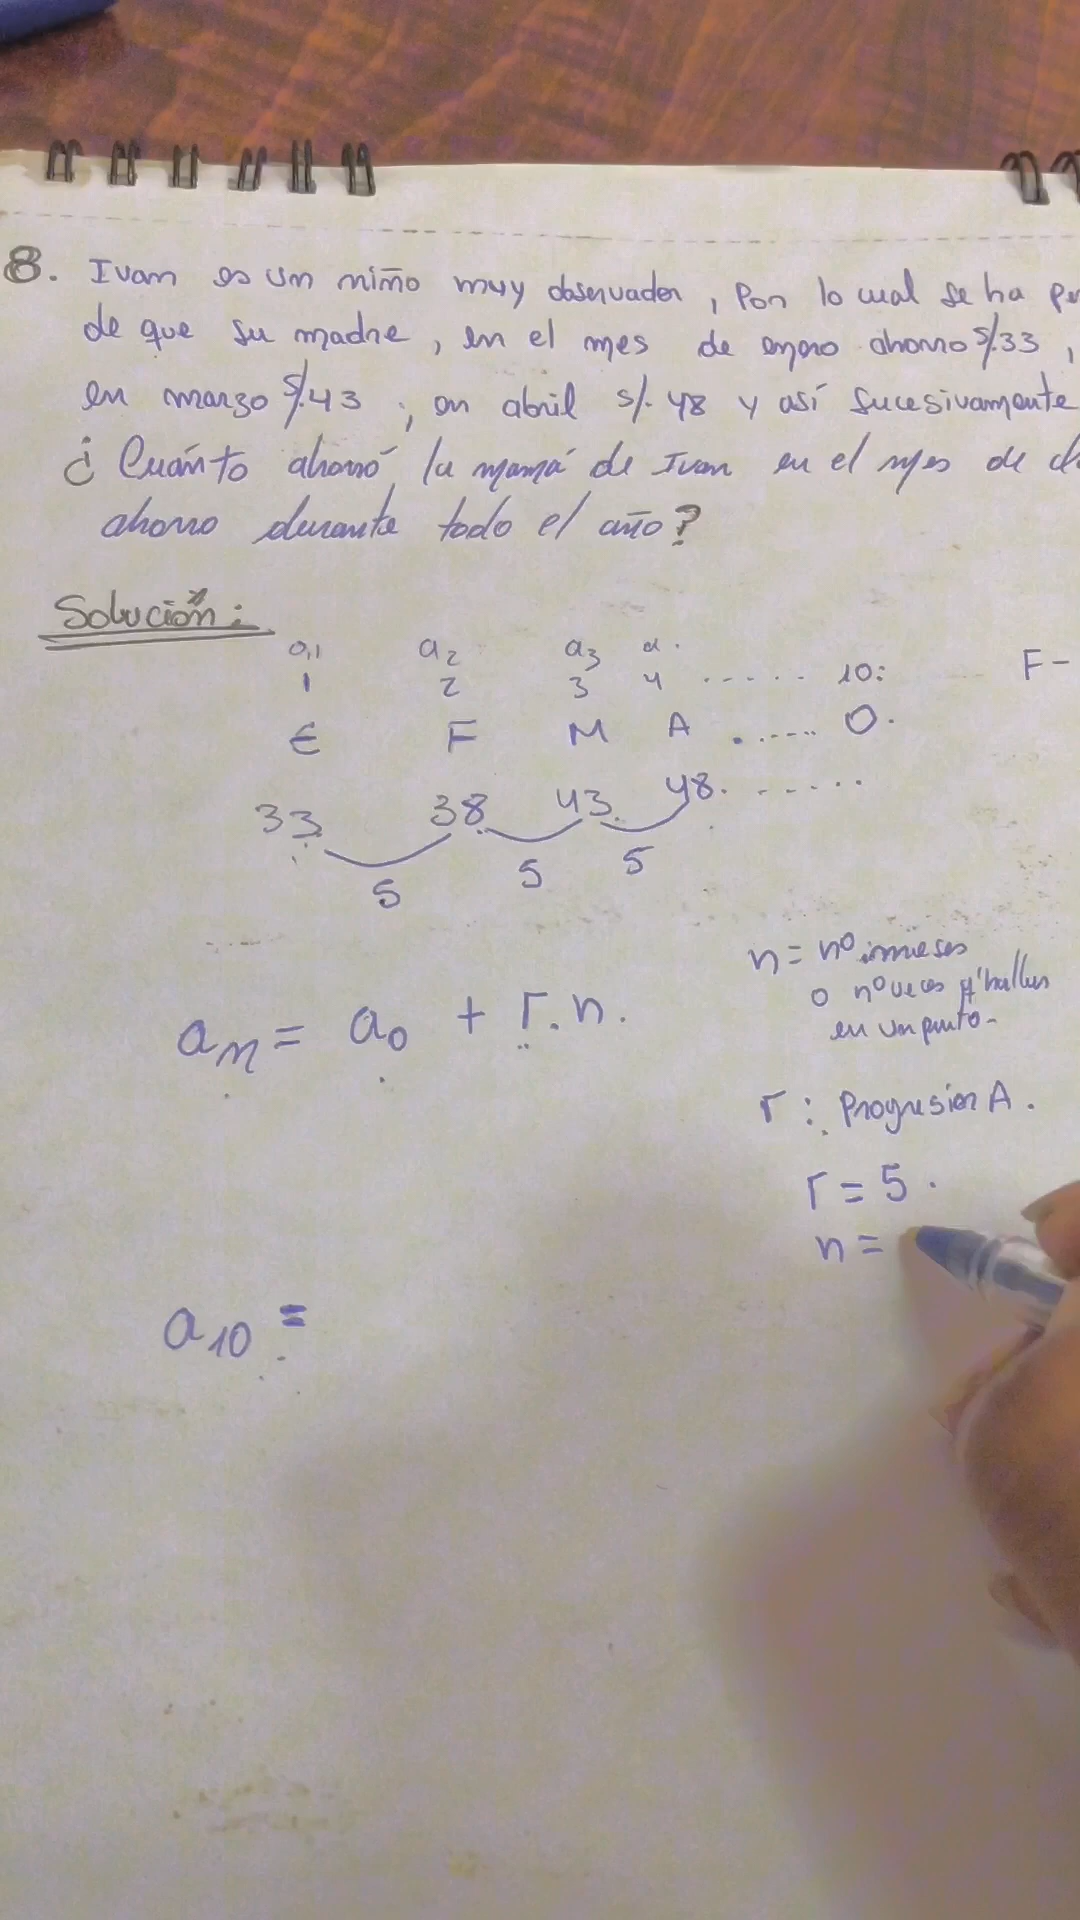 8. Ivan es un niño muy observador, por lo cual se ha
de que su madre, en el mes de enero ahorro S/.33,
en marzo S/.43, en abril s/. 48 y así sucesivamente
¿Cuánto ahorró la mamá de Ivan en el mes de
ahorro durante todo el año?
Solución:
a1 a2 a3 a.
1 2 3 4 ...... 10: F-
E F M A ...... O.
33 38 43. 48. ......
5 5 5
n = nº meses
o nº veces q' hallan
en un punto-
an = a0 + r.n.
r: Progresion A.
r = 5.
n =
a10 =